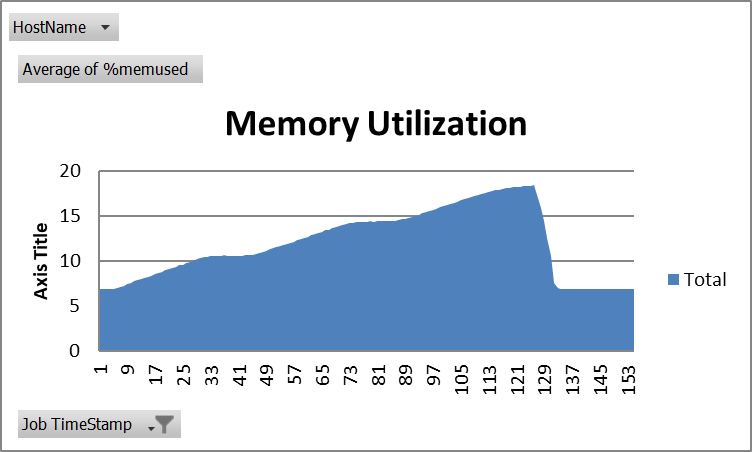 HostName
Average of %memused
Memory Utilization
Axis Title
20
15
10
5
0
1 9 17 25 33 41 49 57 65 73 81 89 97 105 113 121 129 137 145 153
Total
Job TimeStamp